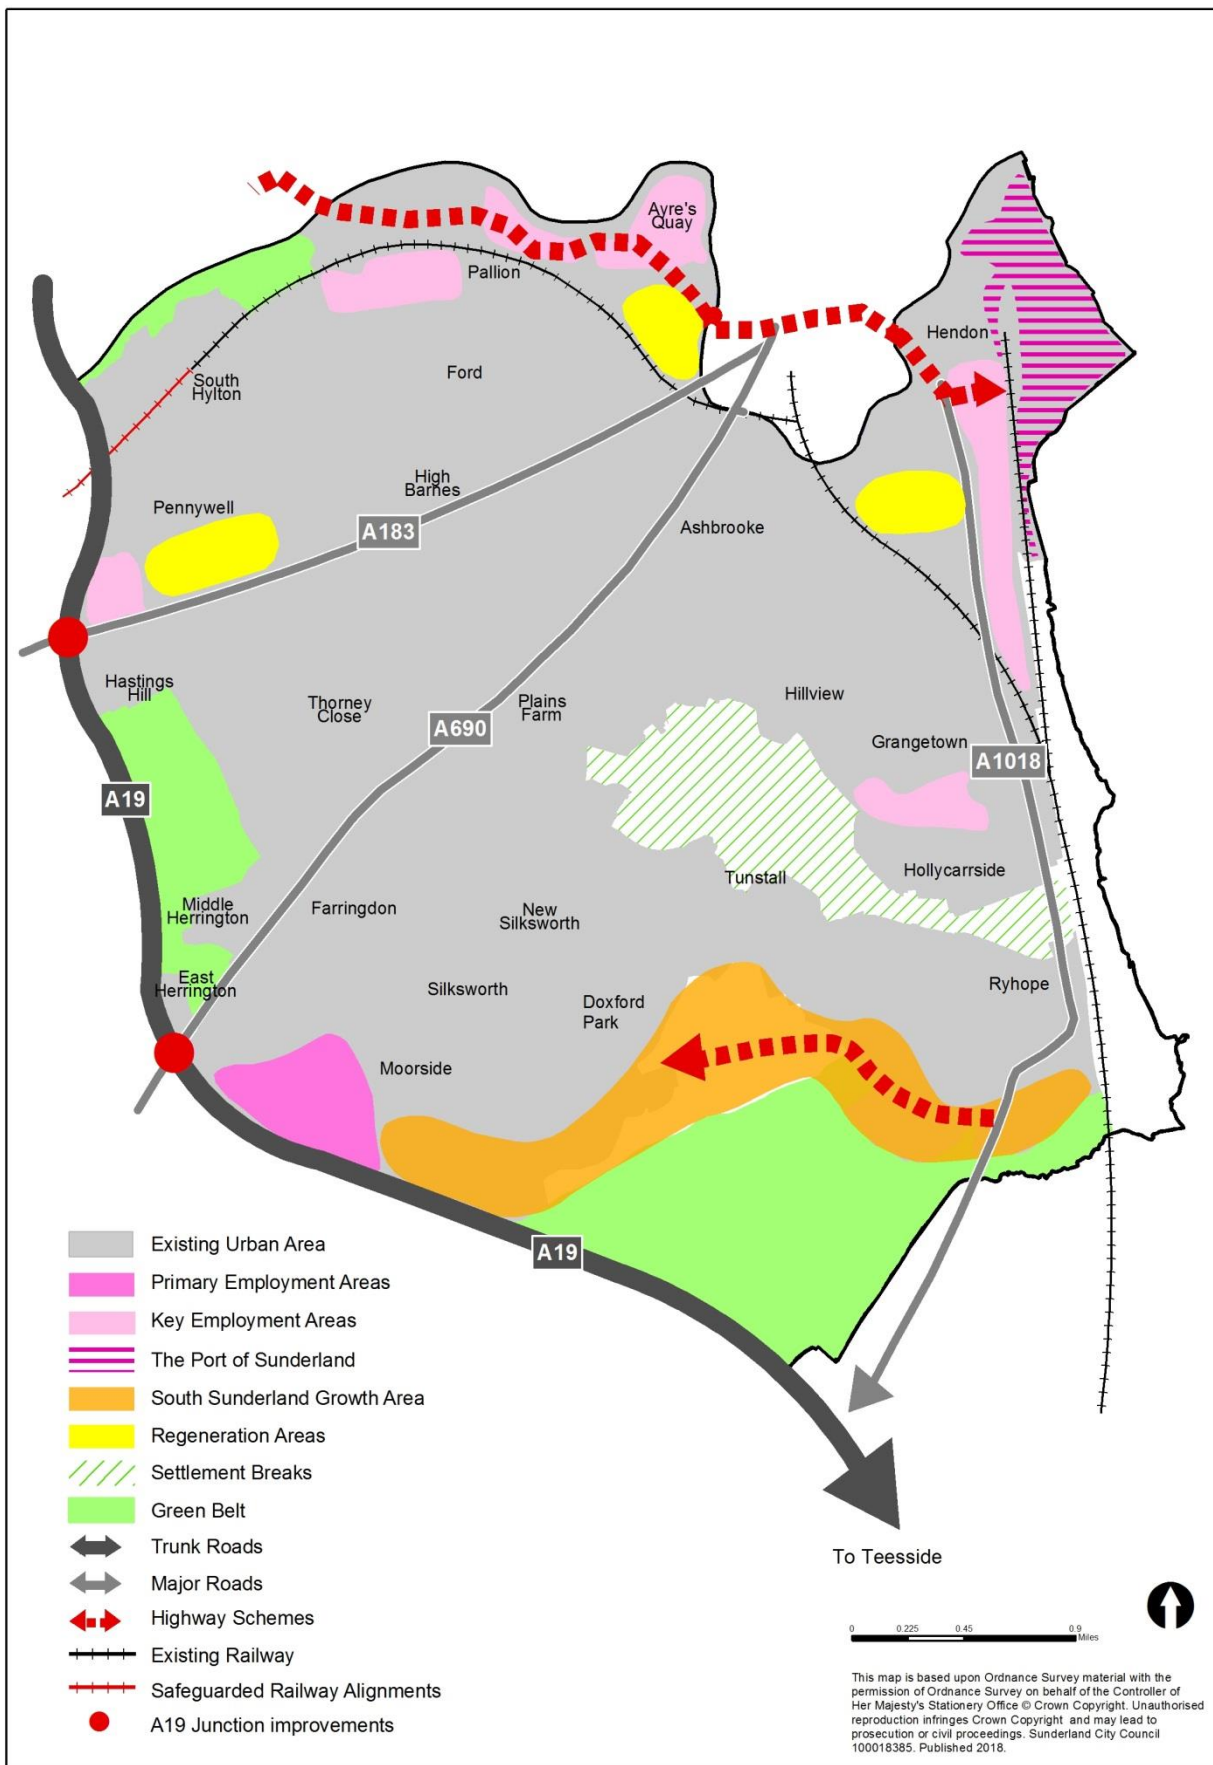 Ayre's
Quay
Pallion
Hendon
South
Hylton
Ford
High
Barnes
Pennywell
A183
Ashbrooke
Hastings
Hill
Thorney
Close
A690
Plains
Farm
Hillview
Grangetown
A1018
A19
Middle
Herrington
Farringdon
New
Silksworth
Tunstall
Hollycarrside
East
Herrington
Silksworth
Doxford
Park
Ryhope
Moorside
A19
Existing Urban Area
Primary Employment Areas
Key Employment Areas
The Port of Sunderland
South Sunderland Growth Area
Regeneration Areas
Settlement Breaks
Green Belt
Trunk Roads
Major Roads
Highway Schemes
Existing Railway
Safeguarded Railway Alignments
A19 Junction improvements
To Teesside
0 0.225 0.45 0.9
Miles
This map is based upon Ordnance Survey material with the
permission of Ordnance Survey on behalf of the Controller of
Her Majesty's Stationery Office © Crown Copyright. Unauthorised
reproduction infringes Crown Copyright and may lead to
prosecution or civil proceedings. Sunderland City Council
100018385. Published 2018.